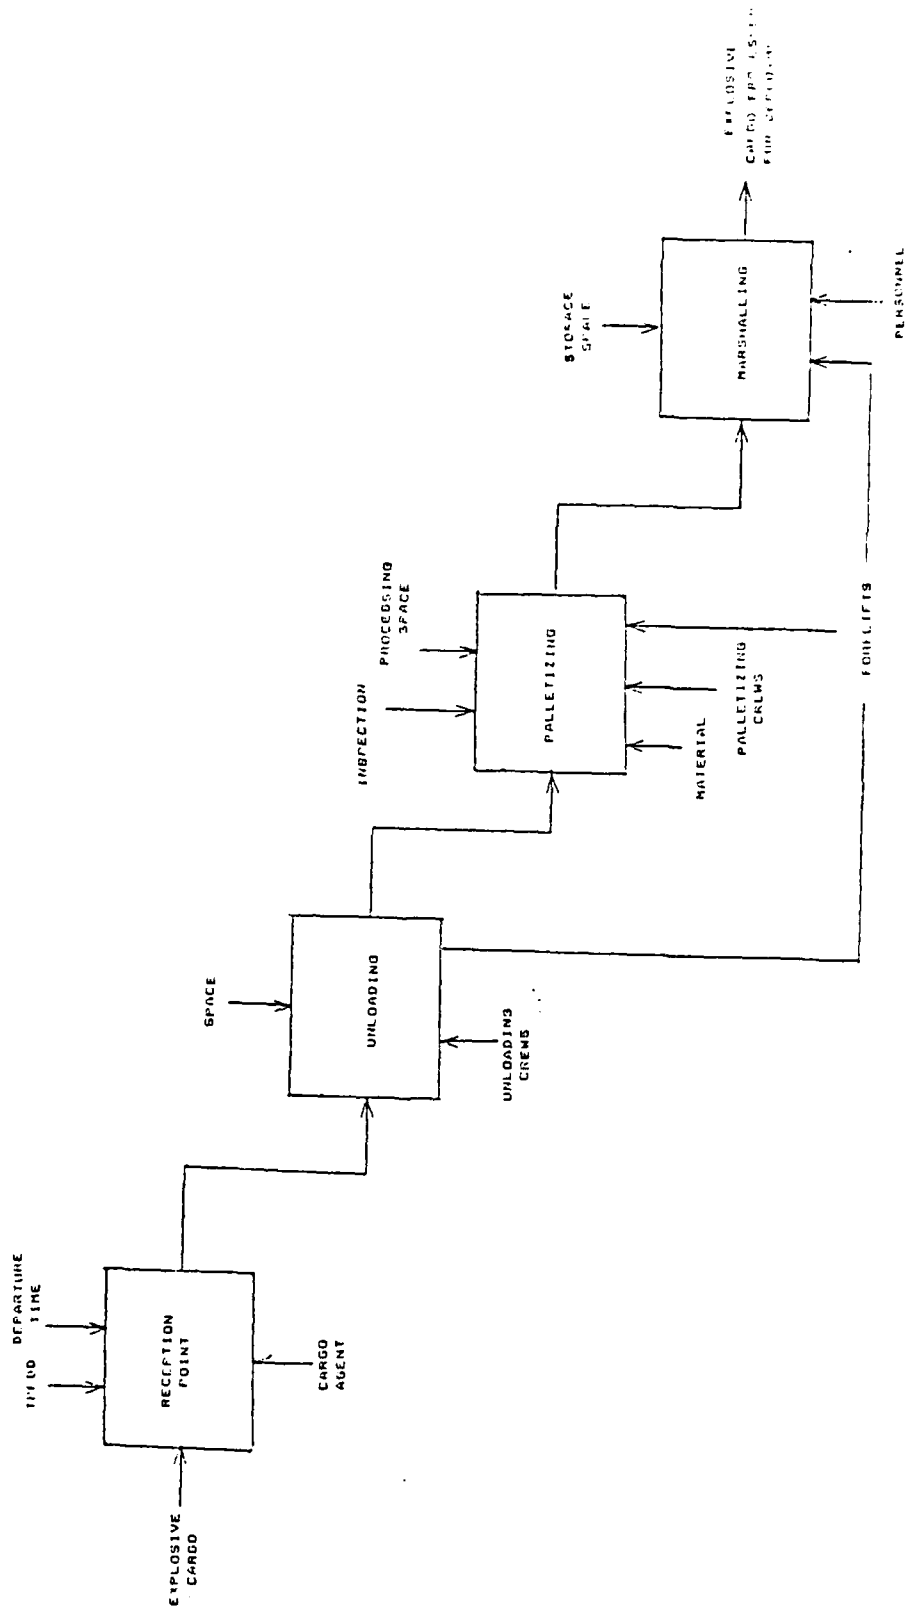 EXPLOSIVE
CARGO
DEPARTURE
TIME
RECEPTION
POINT
CARGO
AGENT
SPACE
UNLOADING
UNLOADING
CREWS
INSPECTION
PROCESSING
SPACE
PALLETIZING
MATERIAL
PALLETIZING
CREWS
FORKLIFTS
STORAGE
SPACE
MARSHALLING
PERSONNEL
EXPLOSIVE
CARGO
FOR